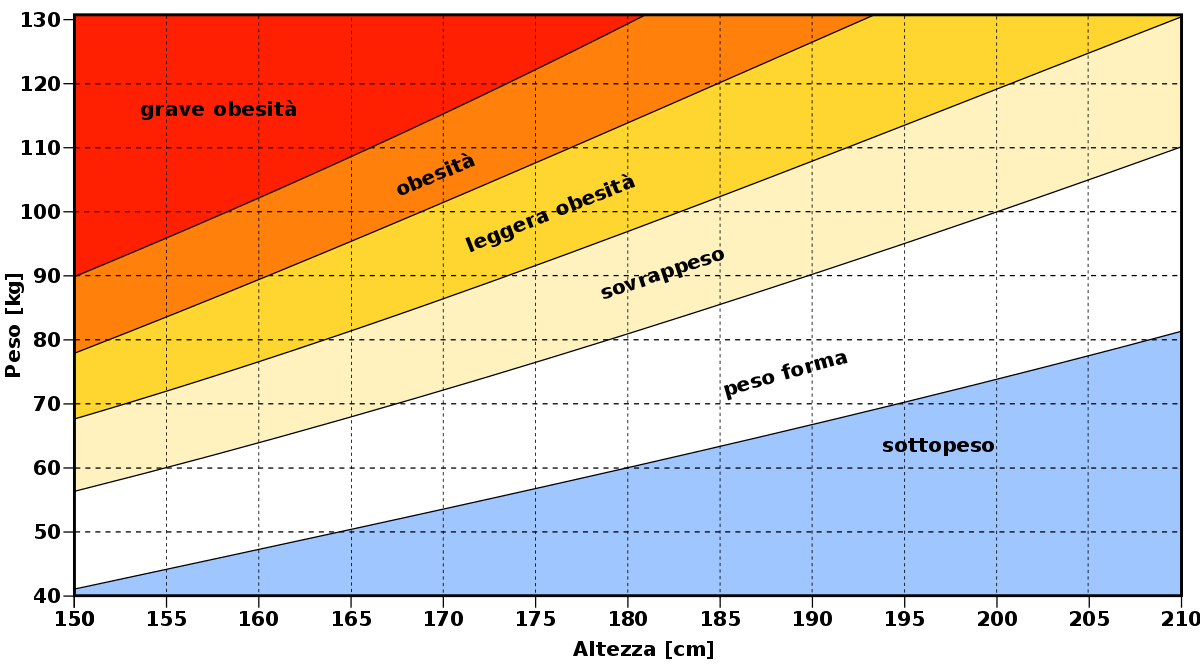 130
120
110
100
90
80
70
60
50
40
Peso [kg]
grave obesità
obesità
leggera obesità
sovrappeso
peso forma
sottopeso
150 155 160 165 170 175 180 185 190 195 200 205 210
Altezza [cm]